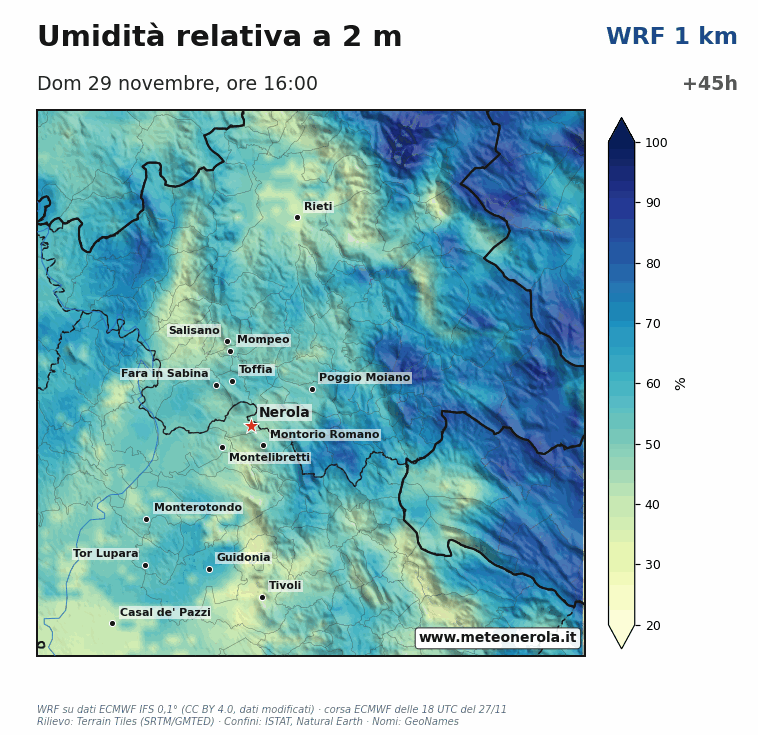 Umidità relativa a 2 m
WRF 1 km
Dom 29 novembre, ore 16:00
+45h
Rieti
Salisano
Mompeo
Toffia
Fara in Sabina
Poggio Moiano
Nerola
Montorio Romano
Montelibretti
Monterotondo
Tor Lupara
Guidonia
Tivoli
Casal de' Pazzi
www.meteonerola.it
100
90
80
70
60
50
40
30
20
%
WRF su dati ECMWF IFS 0,1° (CC BY 4.0, dati modificati) · corsa ECMWF delle 18 UTC del 27/11
Rilievo: Terrain Tiles (SRTM/GMTED) · Confini: ISTAT, Natural Earth · Nomi: GeoNames